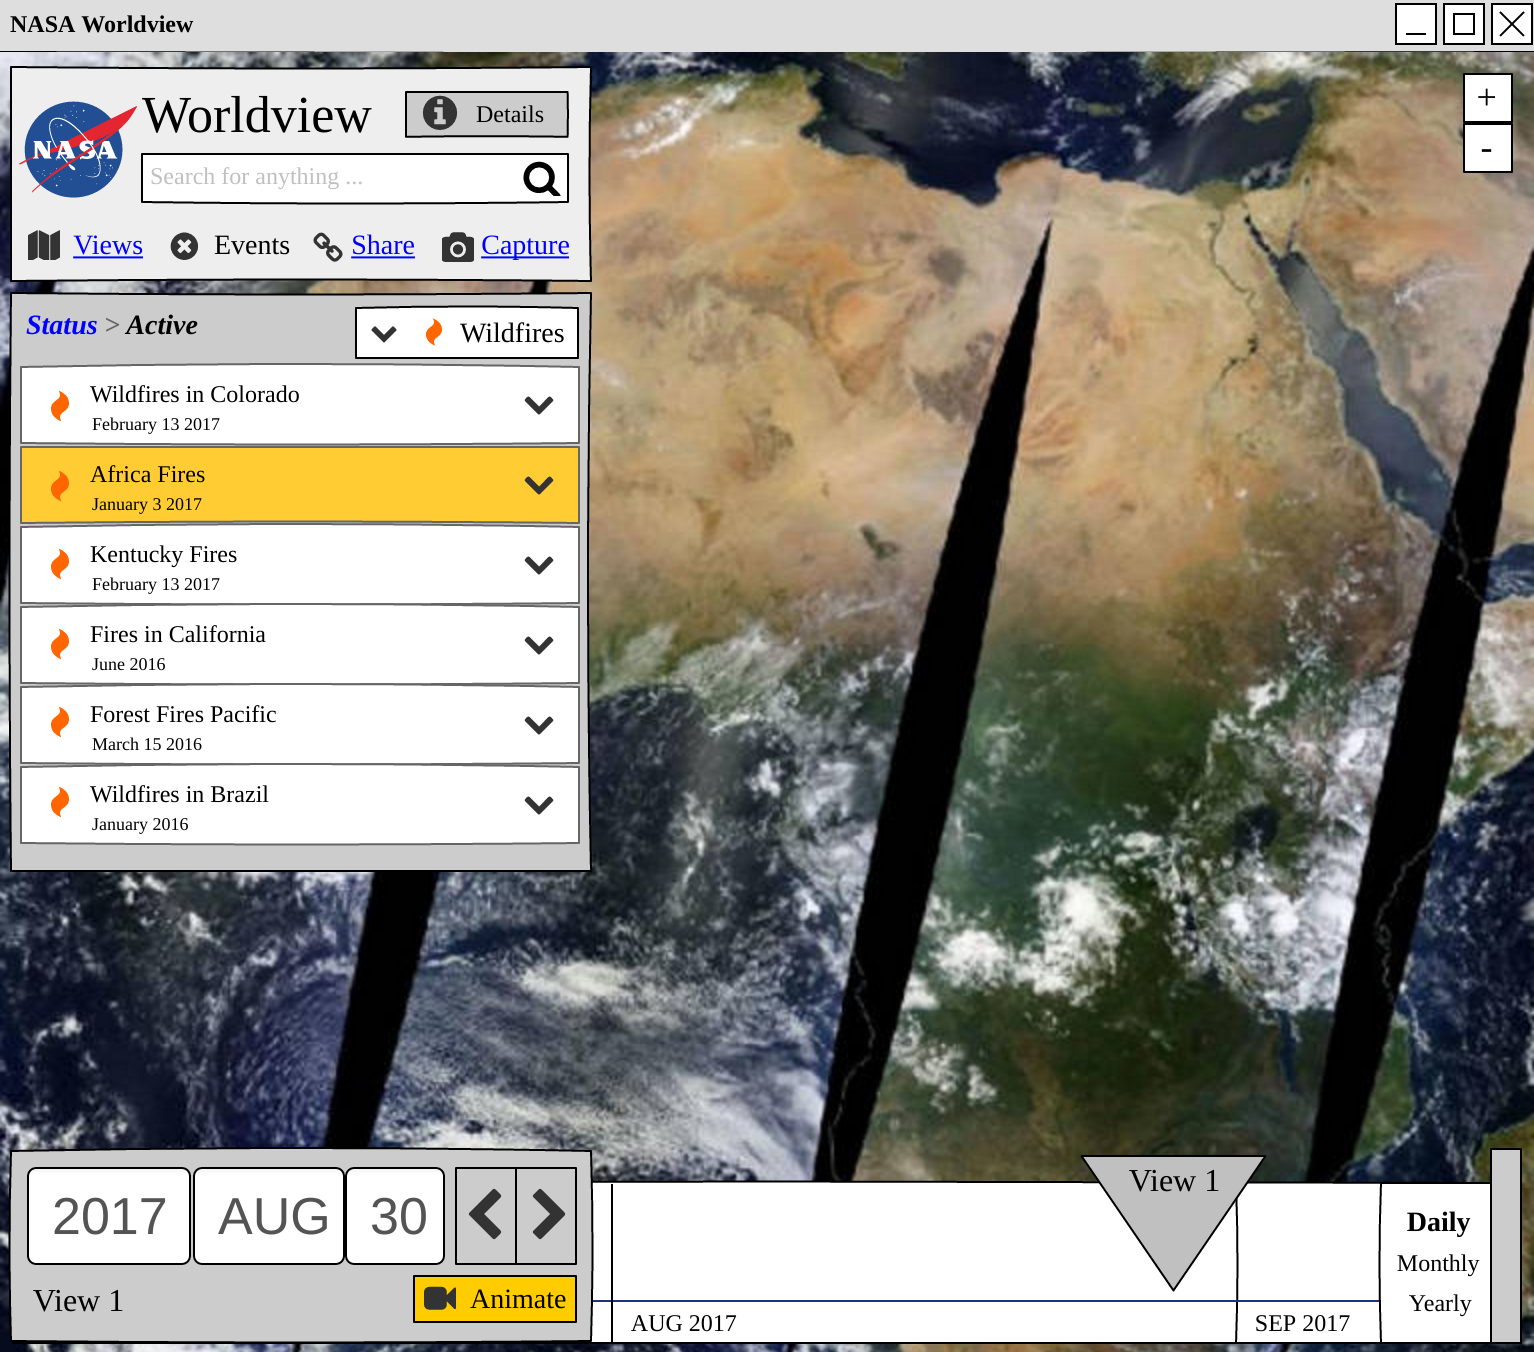 NASA Worldview
+
-
NASA
Worldview
Details
Search for anything ...
Views
Events
Share
Capture
Status > Active
Wildfires
Wildfires in Colorado
February 13 2017
Africa Fires
January 3 2017
Kentucky Fires
February 13 2017
Fires in California
June 2016
Forest Fires Pacific
March 15 2016
Wildfires in Brazil
January 2016
2017
AUG
30
View 1
Animate
View 1
AUG 2017
SEP 2017
Daily
Monthly
Yearly